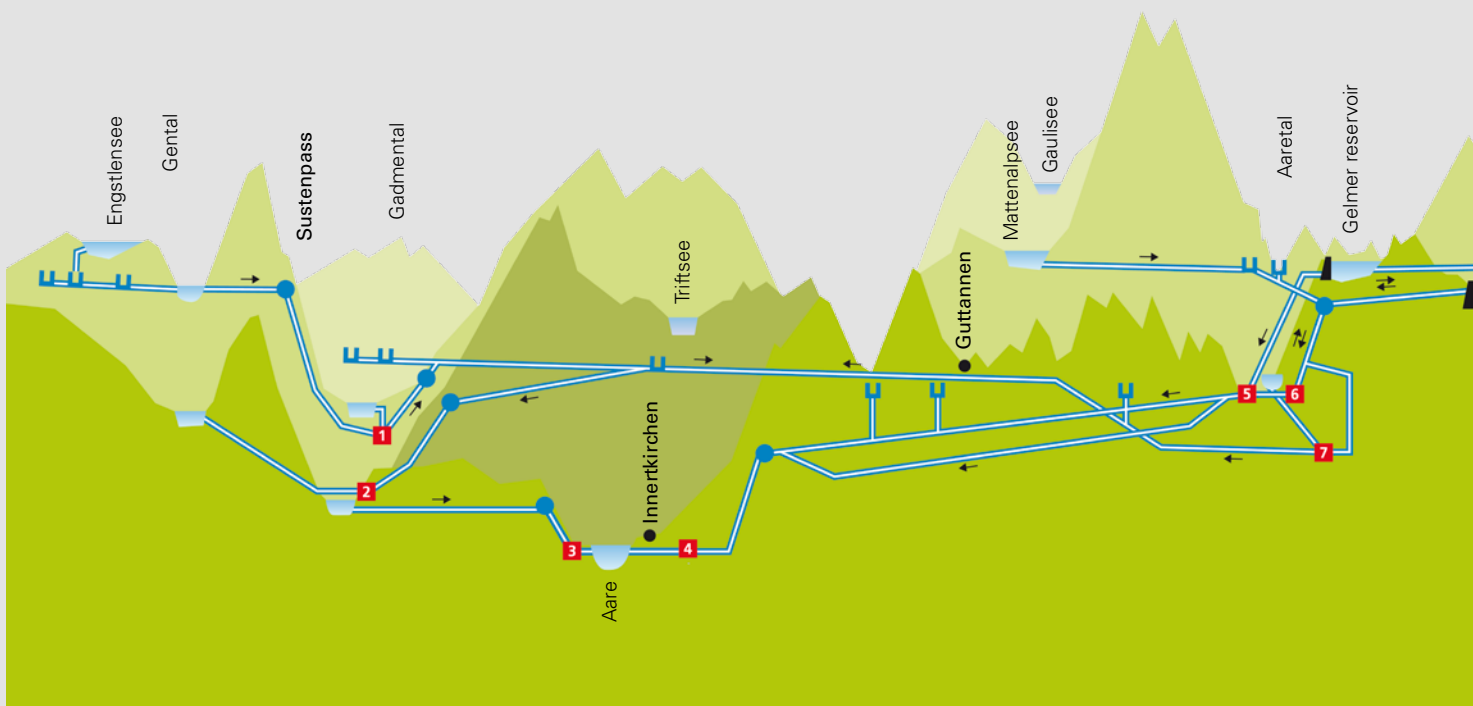 Engstlensee
Gental
Sustenpass
Gadmental
Triftsee
Mattenalpsee
Gaulisee
Aaretal
Gelmer reservoir
Guttannen
Innertkirchen
Aare
1
2
3
4
5
6
7